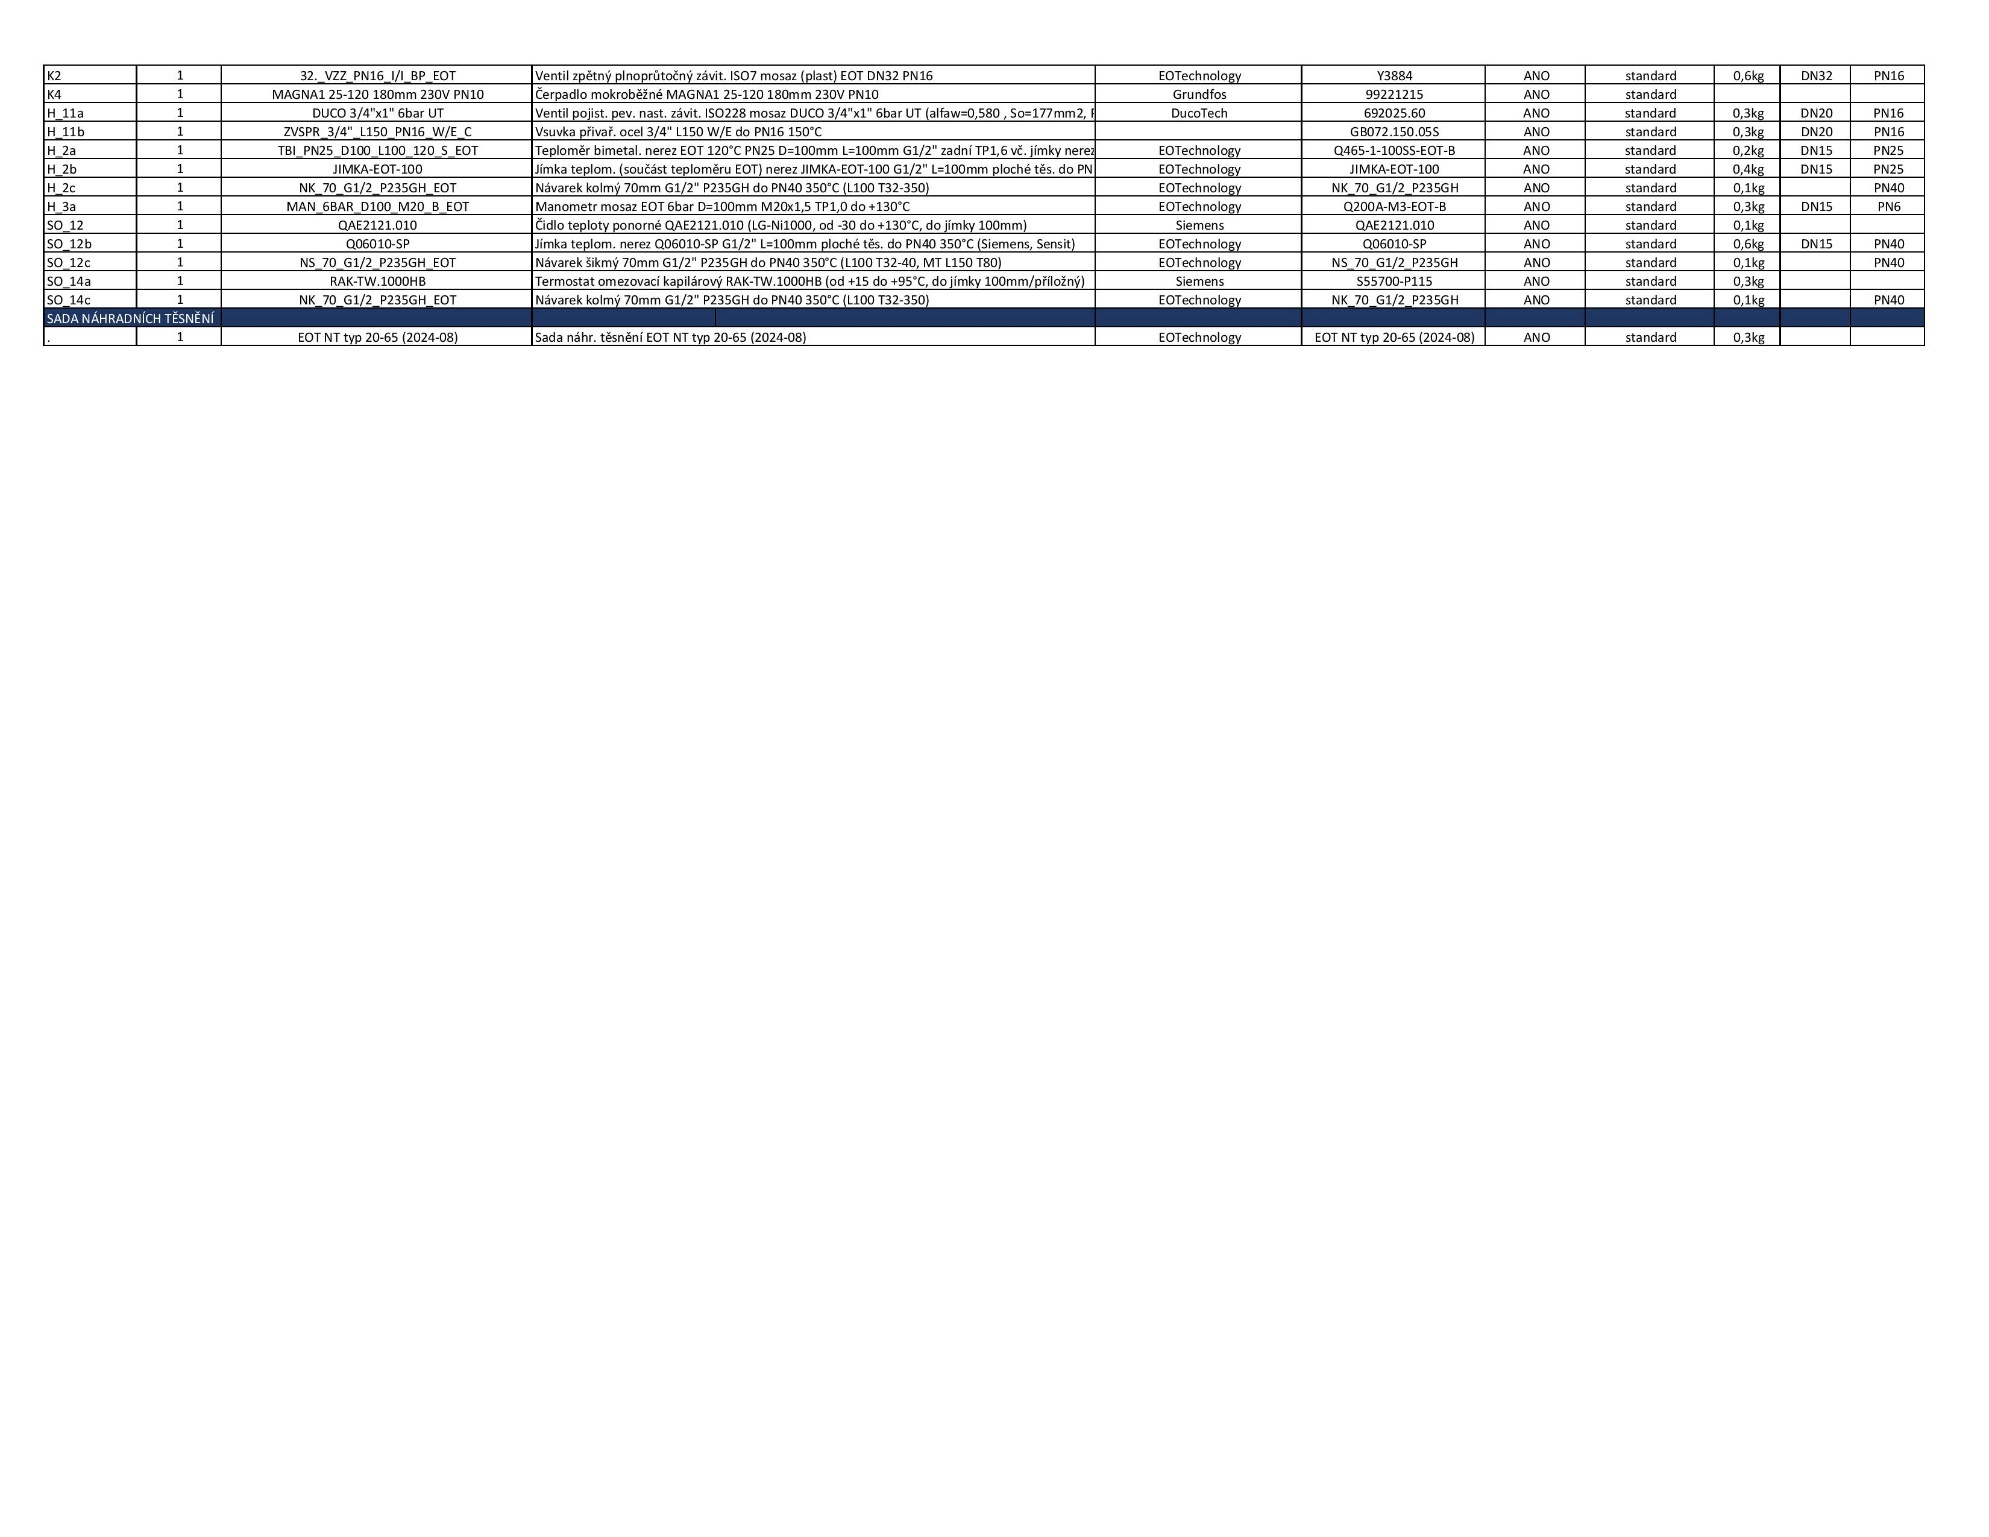 K2 1 32._VZZ_PN16_I/I_BP_EOT Ventil zpětný plnoprůtočný závit. ISO7 mosaz (plast) EOT DN32 PN16 EOTechnology Y3884 ANO standard 0,6kg DN32 PN16
K4 1 MAGNA1 25-120 180mm 230V PN10 Čerpadlo mokroběžné MAGNA1 25-120 180mm 230V PN10 Grundfos 99221215 ANO standard
H_11a 1 DUCO 3/4"x1" 6bar UT Ventil pojist. pev. nast. závit. ISO228 mosaz DUCO 3/4"x1" 6bar UT (alfaw=0,580 , So=177mm2, DucoTech 692025.60 ANO standard 0,3kg DN20 PN16
H_11b 1 ZVSPR_3/4"_L150_PN16_W/E_C Vsuvka přivař. ocel 3/4" L150 W/E do PN16 150°C GB072.150.05S ANO standard 0,3kg DN20 PN16
H_2a 1 TBI_PN25_D100_L100_120_S_EOT Teploměr bimetal. nerez EOT 120°C PN25 D=100mm L=100mm G1/2" zadní TP1,6 vč. jímky nerez EOTechnology Q465-1-100SS-EOT-B ANO standard 0,2kg DN15 PN25
H_2b 1 JIMKA-EOT-100 Jímka teplom. (součást teploměru EOT) nerez JIMKA-EOT-100 G1/2" L=100mm ploché těs. do PN EOTechnology JIMKA-EOT-100 ANO standard 0,4kg DN15 PN25
H_2c 1 NK_70_G1/2_P235GH_EOT Návarek kolmý 70mm G1/2" P235GH do PN40 350°C (L100 T32-350) EOTechnology NK_70_G1/2_P235GH ANO standard 0,1kg PN40
H_3a 1 MAN_6BAR_D100_M20_B_EOT Manometr mosaz EOT 6bar D=100mm M20x1,5 TP1,0 do +130°C EOTechnology Q200A-M3-EOT-B ANO standard 0,3kg DN15 PN6
SO_12 1 QAE2121.010 Čidlo teploty ponorné QAE2121.010 (LG-Ni1000, od -30 do +130°C, do jímky 100mm) Siemens QAE2121.010 ANO standard 0,1kg
SO_12b 1 Q06010-SP Jímka teplom. nerez Q06010-SP G1/2" L=100mm ploché těs. do PN40 350°C (Siemens, Sensit) EOTechnology Q06010-SP ANO standard 0,6kg DN15 PN40
SO_12c 1 NS_70_G1/2_P235GH_EOT Návarek šikmý 70mm G1/2" P235GH do PN40 350°C (L100 T32-40, MT L150 T80) EOTechnology NS_70_G1/2_P235GH ANO standard 0,1kg PN40
SO_14a 1 RAK-TW.1000HB Termostat omezovací kapilárový RAK-TW.1000HB (od +15 do +95°C, do jímky 100mm/příložný) Siemens S55700-P115 ANO standard 0,3kg
SO_14c 1 NK_70_G1/2_P235GH_EOT Návarek kolmý 70mm G1/2" P235GH do PN40 350°C (L100 T32-350) EOTechnology NK_70_G1/2_P235GH ANO standard 0,1kg PN40
SADA NÁHRADNÍCH TĚSNĚNÍ
. 1 EOT NT typ 20-65 (2024-08) Sada náhr. těsnění EOT NT typ 20-65 (2024-08) EOTechnology EOT NT typ 20-65 (2024-08) ANO standard 0,3kg